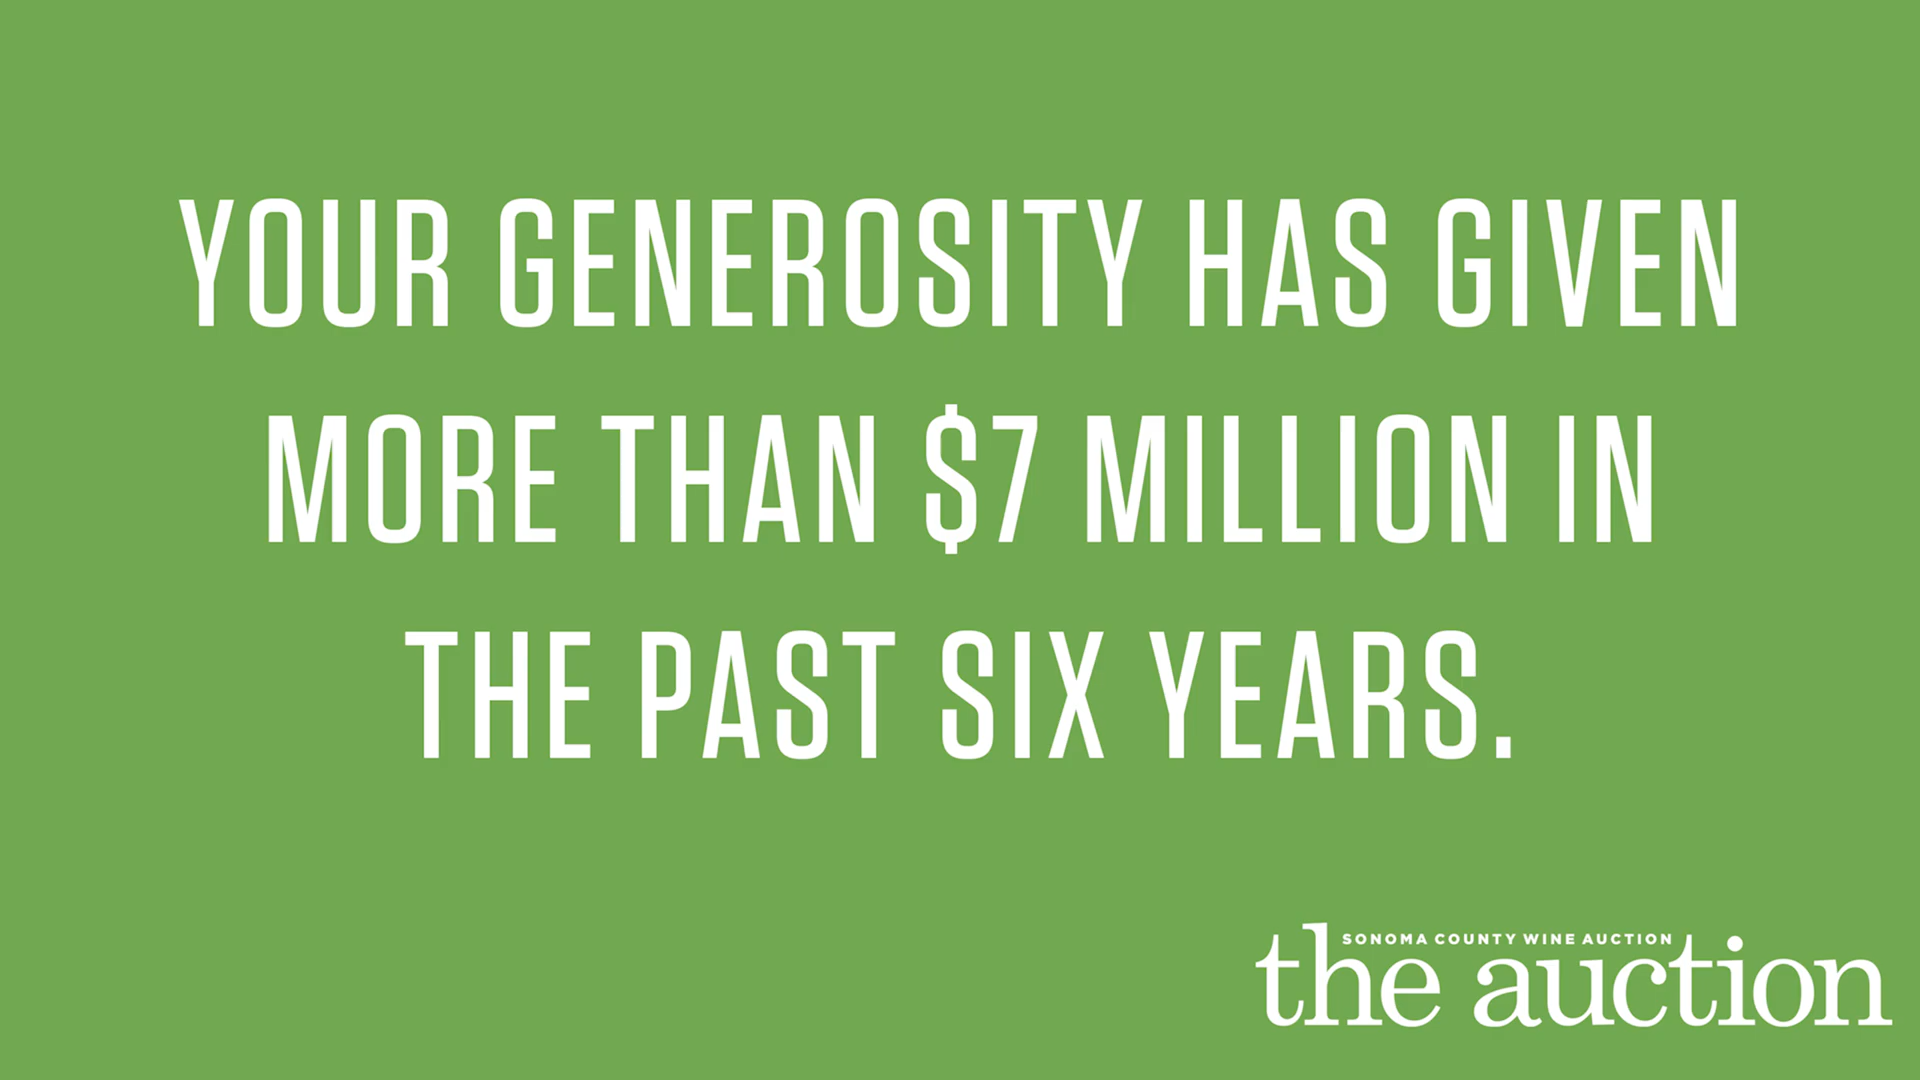 YOUR GENEROSITY HAS GIVEN
MORE THAN $7 MILLION IN
THE PAST SIX YEARS.
SONOMA COUNTY WINE AUCTION
the auction